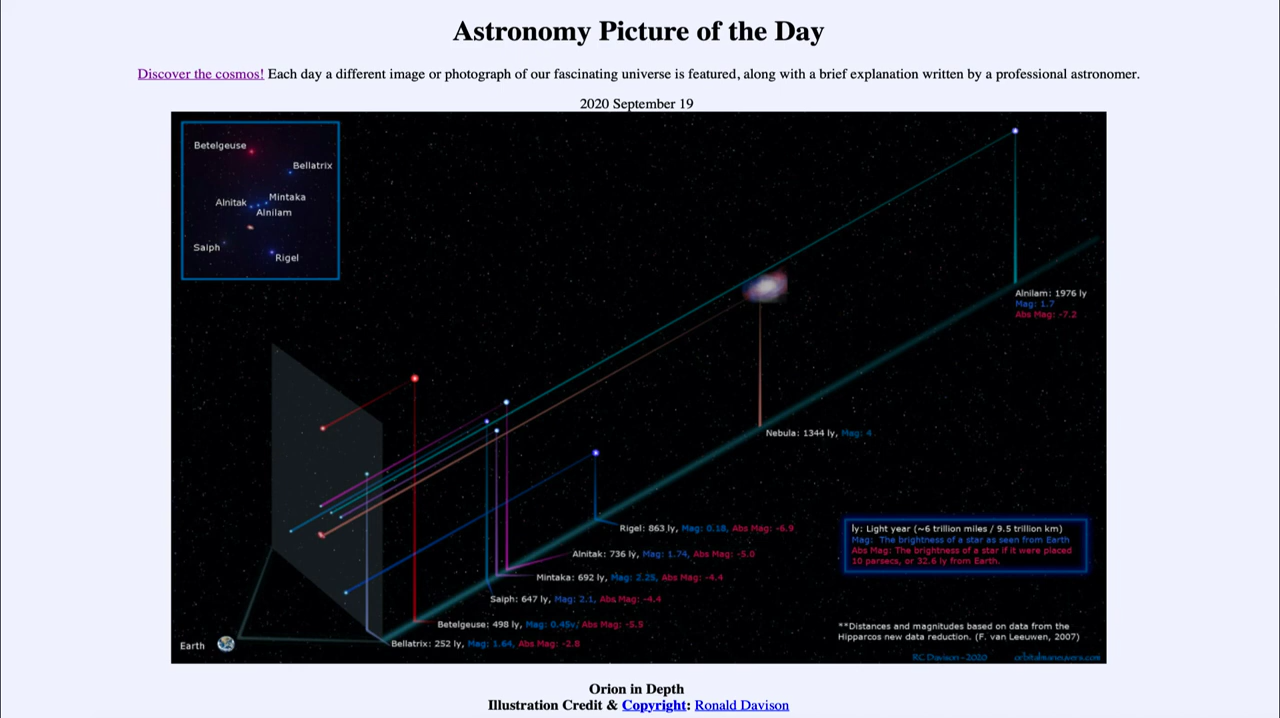 Astronomy Picture of the Day
Discover the cosmos! Each day a different image or photograph of our fascinating universe is featured, along with a brief explanation written by a professional astronomer.
2020 September 19
Betelgeuse
Bellatrix
Mintaka
Alnitak
Alnilam
Saiph
Rigel
Alnilam: 1976 ly
Mag: 1.7
Abs Mag: -7.2
Nebula: 1344 ly, Mag: 4
Rigel: 863 ly, Mag: 0.18, Abs Mag: -6.9
Alnitak: 736 ly, Mag: 1.74, Abs Mag: -5.0
Mintaka: 692 ly, Mag: 2.25, Abs Mag: -4.4
Saiph: 647 ly, Mag: 2.1, Abs Mag: -4.4
Betelgeuse: 498 ly, Mag: 0.45v/ Abs Mag: -5.5
Bellatrix: 252 ly, Mag: 1.64, Abs Mag: -2.8
Earth
ly: Light year (~6 trillion miles / 9.5 trillion km)
Mag: The brightness of a star as seen from Earth
Abs Mag: The brightness of a star if it were placed
10 parsecs, or 32.6 ly from Earth.
**Distances and magnitudes based on data from the
Hipparcos new data reduction. (F. van Leeuwen, 2007)
RC Davison - 2020 orbitalmaneuvers.com
Orion in Depth
Illustration Credit & Copyright: Ronald Davison